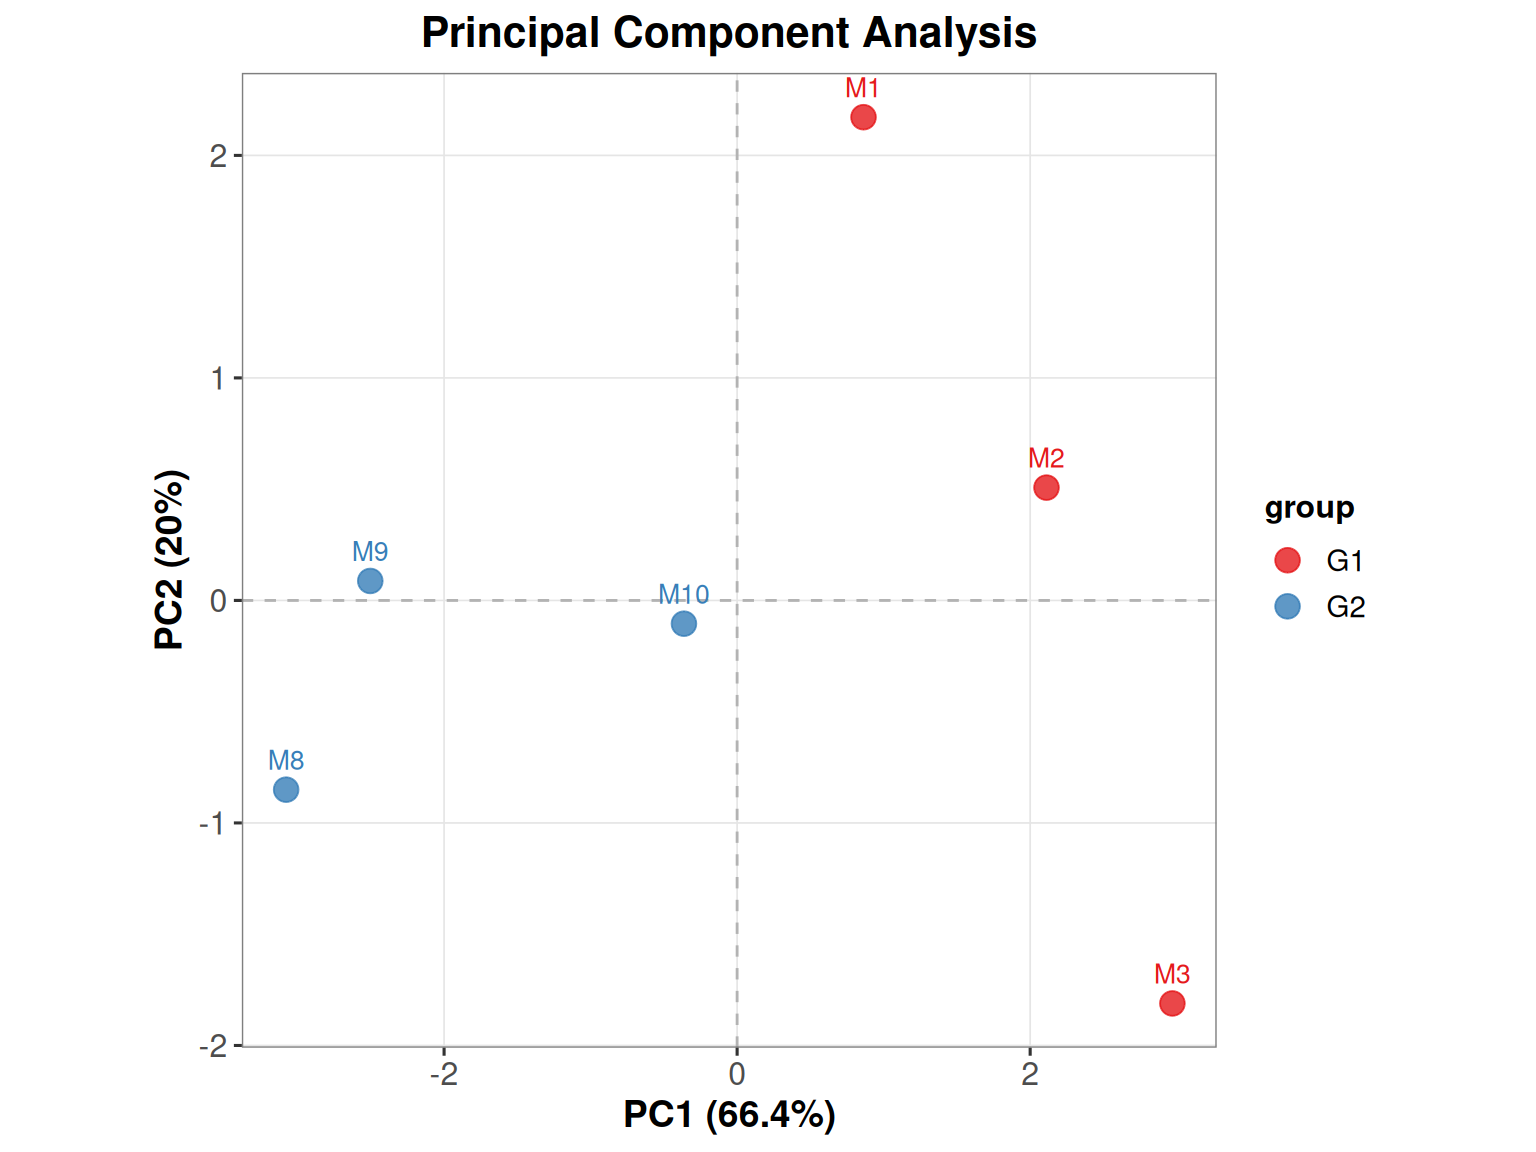 Principal Component Analysis
M1
2
1
M2
group
M9
G1
PC2 (20%)
0
M10
G2
M8
-1
M3
-2
-2
0
2
PC1 (66.4%)